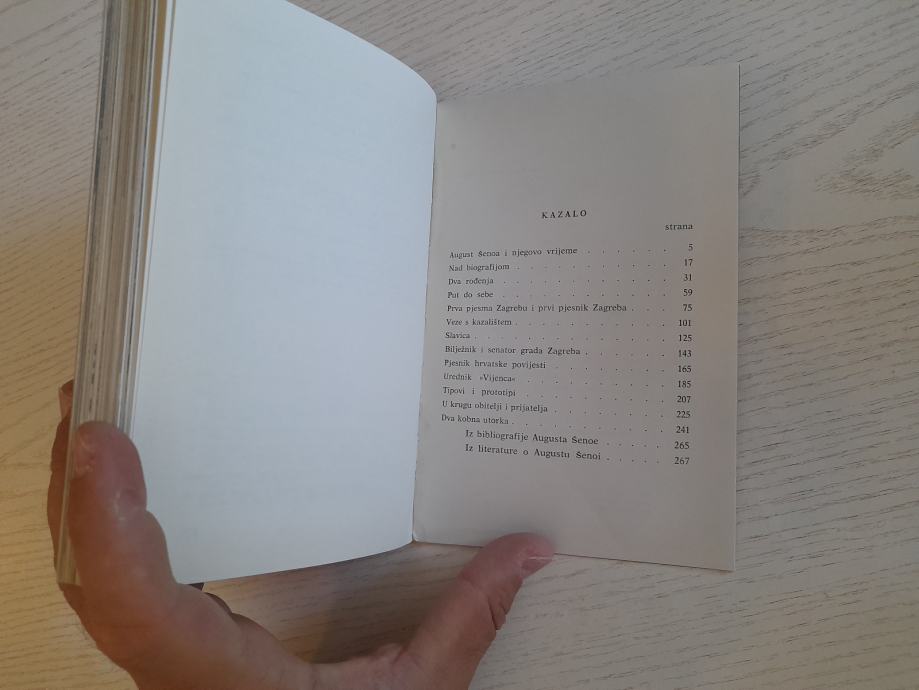 KAZALO
strana
August Šenoa i njegovo vrijeme . . . . . . 5
Nad biografijom . . . . . . . . . . 17
Dva rođenja . . . . . . . . . . . 31
Put do sebe . . . . . . . . . . . 59
Prva pjesma Zagrebu i prvi pjesnik Zagreba . . . 75
Veze s kazalištem . . . . . . . . . . 101
Slavica . . . . . . . . . . . . 125
Bilježnik i senator grada Zagreba . . . . . . 143
Pjesnik hrvatske povijesti . . . . . . . 165
Urednik »Vijenca« . . . . . . . . . 185
Tipovi i prototipi . . . . . . . . . 207
U krugu obitelji i prijatelja . . . . . . . 225
Dva kobna utorka . . . . . . . . . . 241
Iz bibliografije Augusta Šenoe . . . . . 265
Iz literature o Augustu Šenoi . . . . . 267